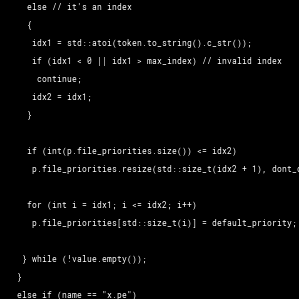 else // it's an index
{
idx1 = std::atoi(token.to_string().c_str());
if (idx1 < 0 || idx1 > max_index) // invalid index
continue;
idx2 = idx1;
}
if (int(p.file_priorities.size()) <= idx2)
p.file_priorities.resize(std::size_t(idx2 + 1), dont_
for (int i = idx1; i <= idx2; i++)
p.file_priorities[std::size_t(i)] = default_priority;
} while (!value.empty());
}
else if (name == "x.pe")